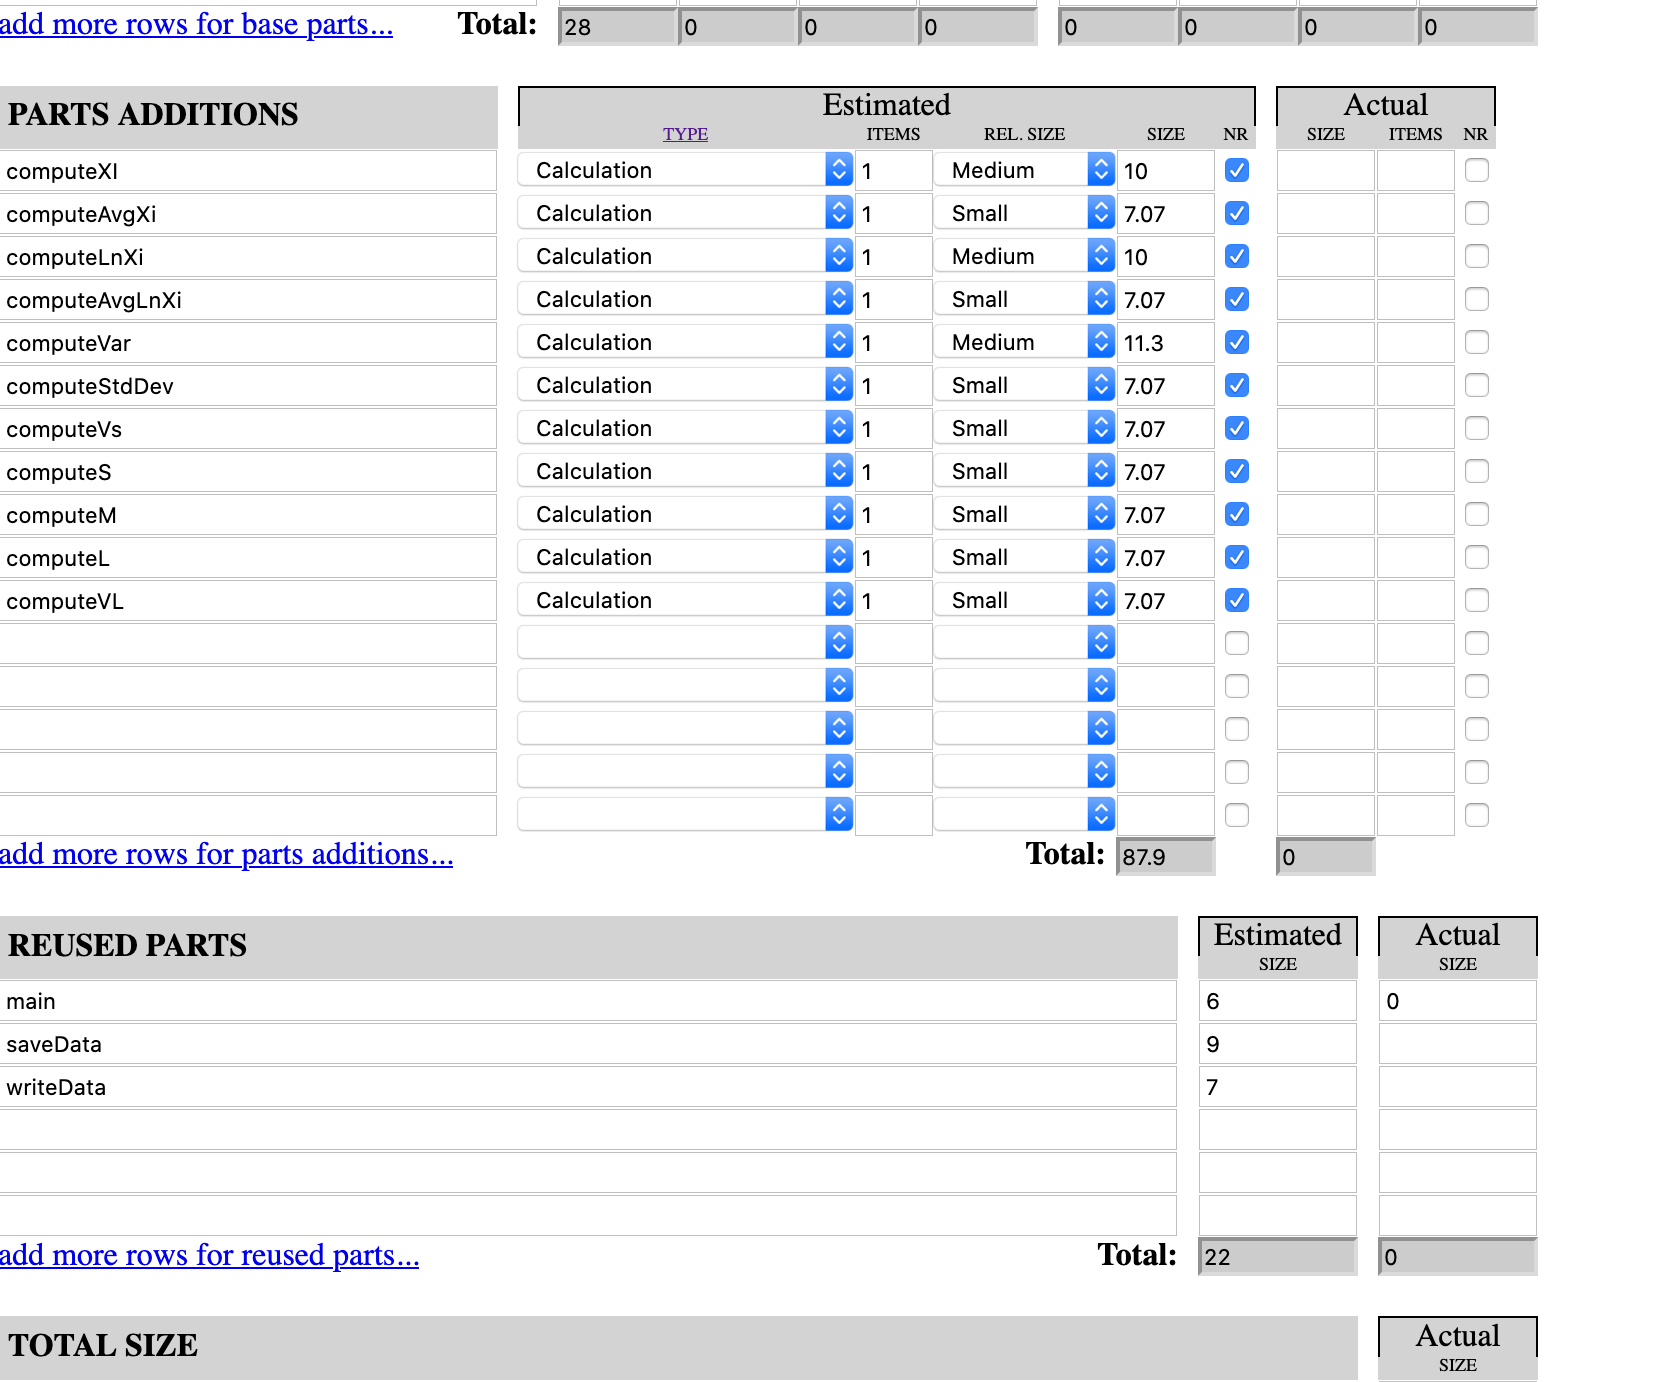 add more rows for base parts... Total: 28 0 0 0 0 0 0 0
PARTS ADDITIONS Estimated Actual
TYPE ITEMS REL. SIZE SIZE NR SIZE ITEMS NR
computeXI Calculation 1 Medium 10
computeAvgXi Calculation 1 Small 7.07
computeLnXi Calculation 1 Medium 10
computeAvgLnXi Calculation 1 Small 7.07
computeVar Calculation 1 Medium 11.3
computeStdDev Calculation 1 Small 7.07
computeVs Calculation 1 Small 7.07
computeS Calculation 1 Small 7.07
computeM Calculation 1 Small 7.07
computeL Calculation 1 Small 7.07
computeVL Calculation 1 Small 7.07
add more rows for parts additions... Total: 87.9 0
REUSED PARTS Estimated Actual
SIZE SIZE
main 6 0
saveData 9
writeData 7
add more rows for reused parts... Total: 22 0
TOTAL SIZE Actual
SIZE